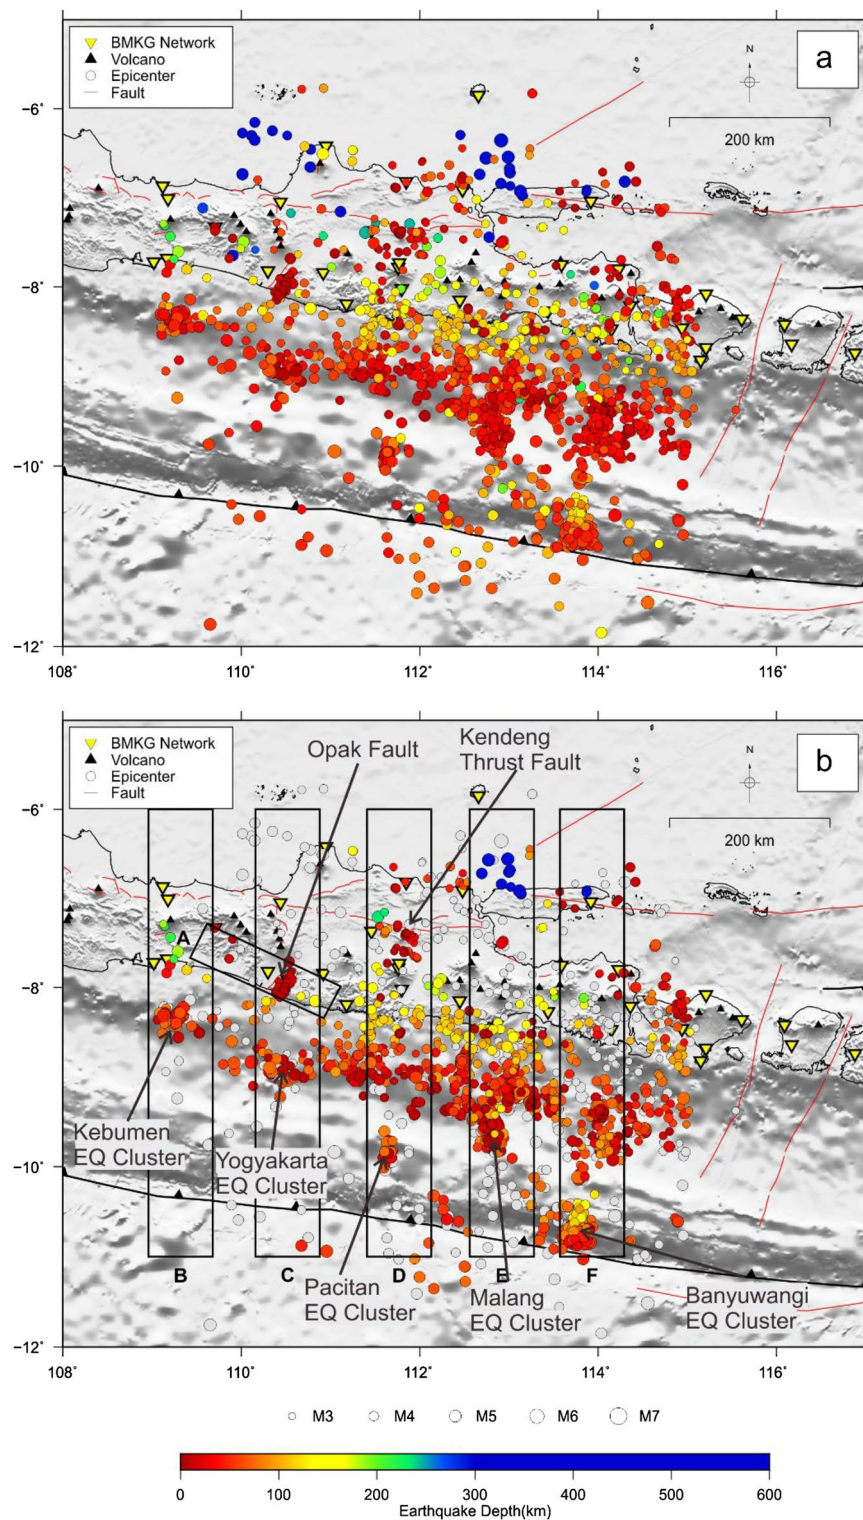 BMKG Network
Volcano
Epicenter
Fault
N
a
200 km
−6˚
−8˚
−10˚
−12˚
108˚ 110˚ 112˚ 114˚ 116˚
BMKG Network
Volcano
Epicenter
Fault
Opak Fault
Kendeng
Thrust Fault
N
b
200 km
−6˚
A
−8˚
Kebumen
EQ Cluster
Yogyakarta
EQ Cluster
−10˚
B C D E F
Pacitan
EQ Cluster
Malang
EQ Cluster
Banyuwangi
EQ Cluster
−12˚
108˚ 110˚ 112˚ 114˚ 116˚
M3 M4 M5 M6 M7
0 100 200 300 400 500 600
Earthquake Depth(km)